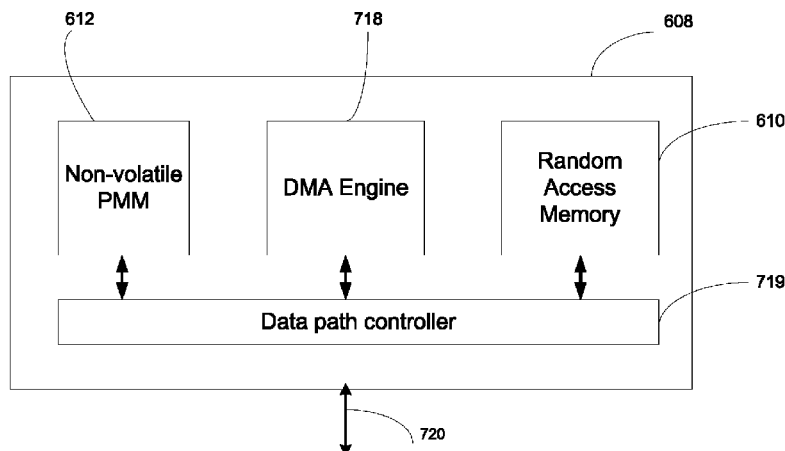 612
718
608
610
Non-volatile
PMM
DMA Engine
Random
Access
Memory
719
Data path controller
720